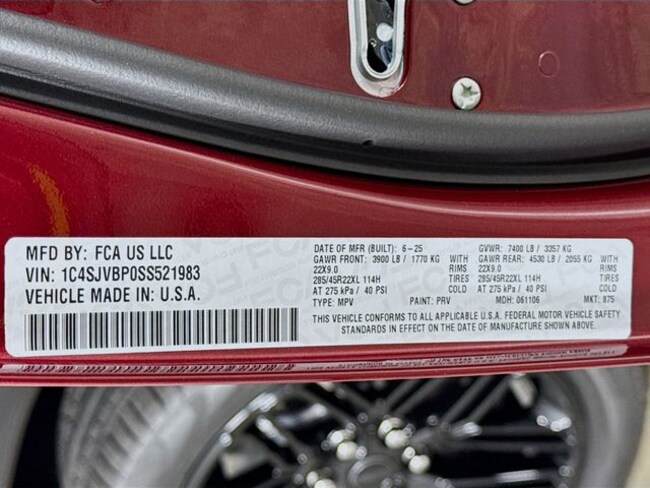 MFD BY: FCA US LLC
VIN: 1C4SJVBP0SS521983
VEHICLE MADE IN: U.S.A.
DATE OF MFR (BUILT): 6-25 GVWR: 7400 LB / 3357 KG
GAWR FRONT: 3900 LB / 1770 KG WITH GAWR REAR: 4530 LB / 2055 KG WITH
22X9.0 RIMS 22X9.0 RIMS
285/45R22XL 114H TIRES 285/45R22XL 114H TIRES
AT 275 kPa / 40 PSI COLD AT 275 kPa / 40 PSI COLD
TYPE: MPV PAINT: PRV MDH: 061106 MKT: 875
THIS VEHICLE CONFORMS TO ALL APPLICABLE U.S.A. FEDERAL MOTOR VEHICLE SAFETY
STANDARDS IN EFFECT ON THE DATE OF MANUFACTURE SHOWN ABOVE.